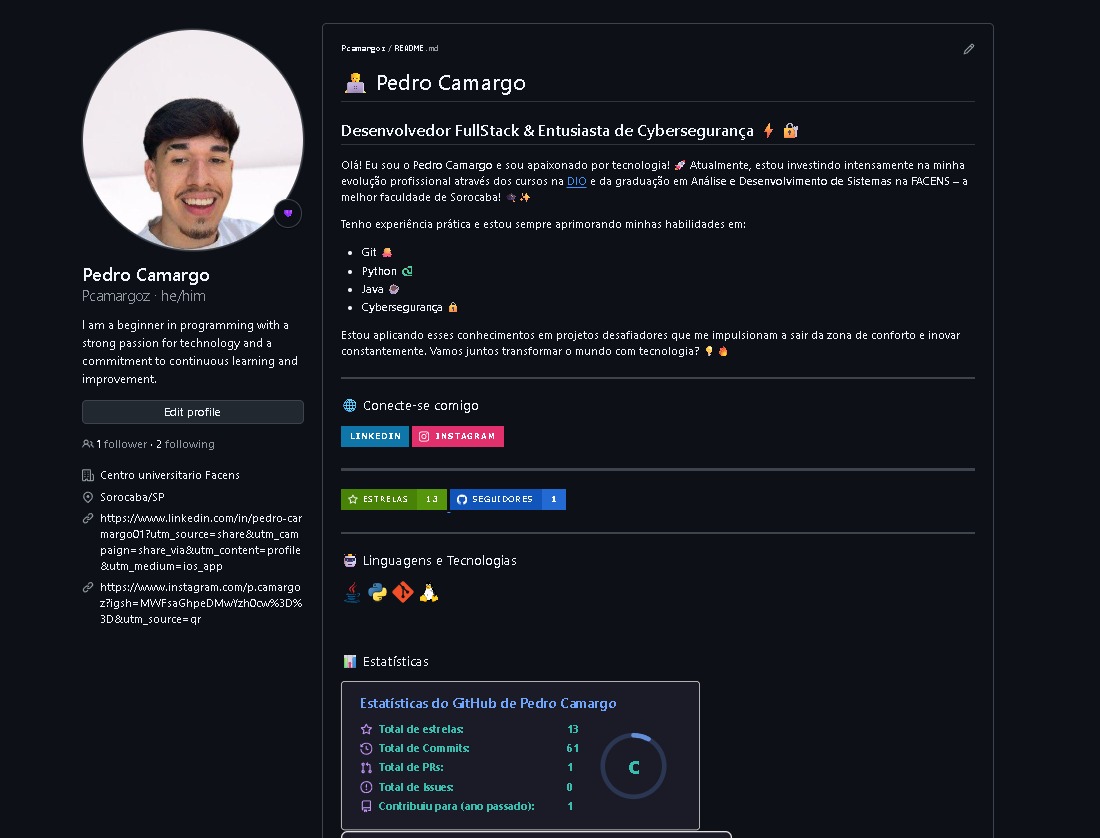 Pcamargoz / README.md
Pedro Camargo
Desenvolvedor FullStack & Entusiasta de Cybersegurança
Olá! Eu sou o Pedro Camargo e sou apaixonado por tecnologia! 🚀 Atualmente, estou investindo intensamente na minha
evolução profissional através dos cursos na DIO e da graduação em Análise e Desenvolvimento de Sistemas na FACENS – a
melhor faculdade de Sorocaba!
Tenho experiência prática e estou sempre aprimorando minhas habilidades em:
• Git
• Python
• Java
• Cybersegurança
Estou aplicando esses conhecimentos em projetos desafiadores que me impulsionam a sair da zona de conforto e inovar
constantemente. Vamos juntos transformar o mundo com tecnologia?
Conecte-se comigo
LINKEDIN INSTAGRAM
ESTRELAS 13 SEGUIDORES 1
Linguagens e Tecnologias
Estatísticas
Estatísticas do GitHub de Pedro Camargo
Total de estrelas: 13
Total de Commits: 61
Total de PRs: 1
Total de Issues: 0
Contribuiu para (ano passado): 1
C
Pedro Camargo
Pcamargoz · he/him
I am a beginner in programming with a
strong passion for technology and a
commitment to continuous learning and
improvement.
Edit profile
1 follower · 2 following
Centro universitario Facens
Sorocaba/SP
https://www.linkedin.com/in/pedro-car
margo01?utm_source=share&utm_cam
paign=share_via&utm_content=profile
&utm_medium=ios_app
https://www.instagram.com/p.camargo
z?igsh=MWFsaGhpeDMwYzh0cw%3D%
3D&utm_source=qr